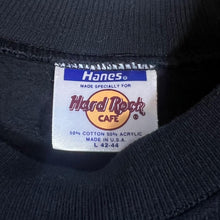 Hanes®
MADE SPECIALLY FOR
Hard Rock
CAFE
®
50% COTTON 50% ACRYLIC
MADE IN U.S.A.
L 42-44